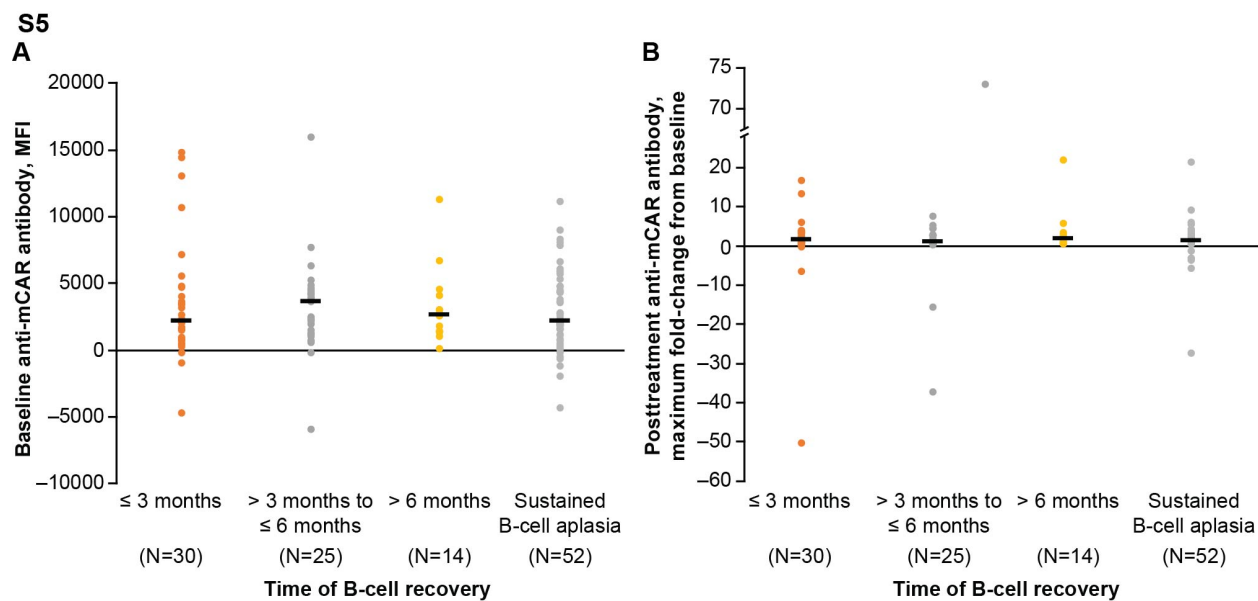 S5
A
Baseline anti-mCAR antibody, MFI
20000
15000
10000
5000
0
–5000
–10000
≤ 3 months
> 3 months to
≤ 6 months
> 6 months
Sustained
B-cell aplasia
(N=30)
(N=25)
(N=14)
(N=52)
Time of B-cell recovery
B
Posttreatment anti-mCAR antibody,
maximum fold-change from baseline
75
70
20
10
0
–10
–20
–30
–40
–50
–60
≤ 3 months
> 3 months to
≤ 6 months
> 6 months
Sustained
B-cell aplasia
(N=30)
(N=25)
(N=14)
(N=52)
Time of B-cell recovery